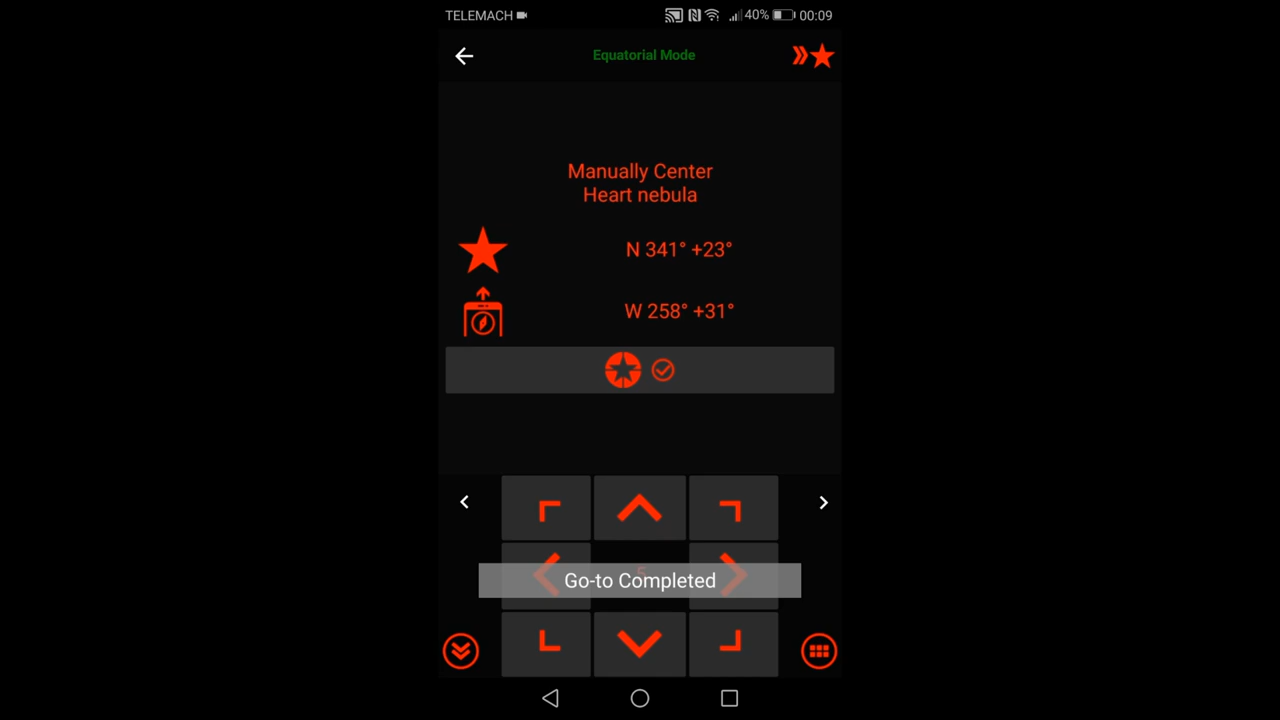 TELEMACH
40% 00:09
Equatorial Mode
Manually Center
Heart nebula
N 341° +23°
W 258° +31°
Go-to Completed